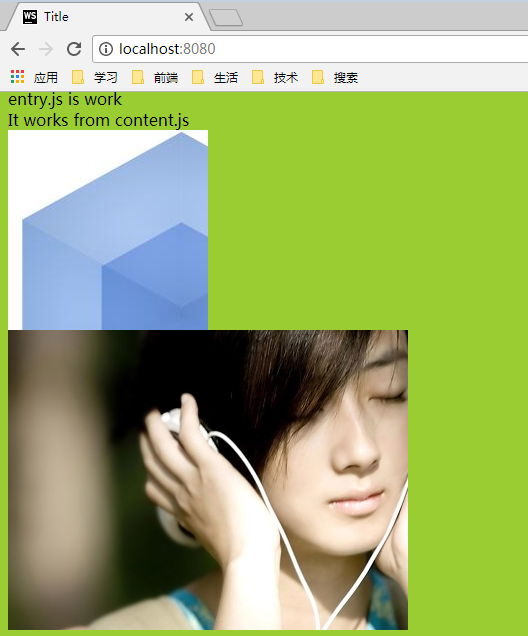 WS Title
localhost:8080
应用 学习 前端 生活 技术 搜索
entry.js is work
It works from content.js